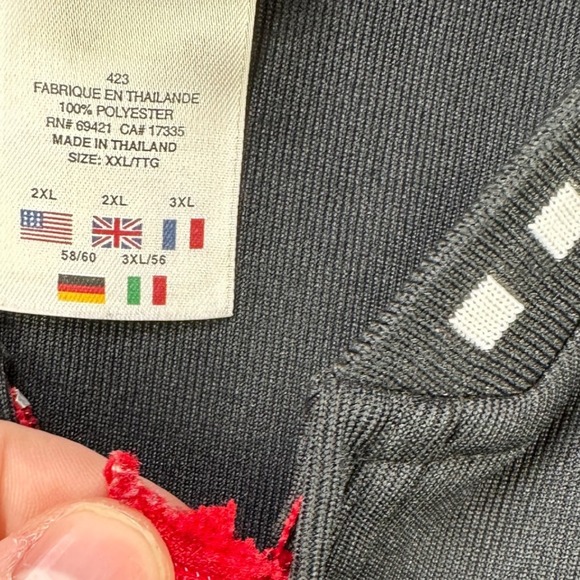 423
FABRIQUE EN THAILANDE
100% POLYESTER
RN# 69421 CA# 17335
MADE IN THAILAND
SIZE: XXL/TTG
2XL 2XL 3XL
58/60 3XL/56